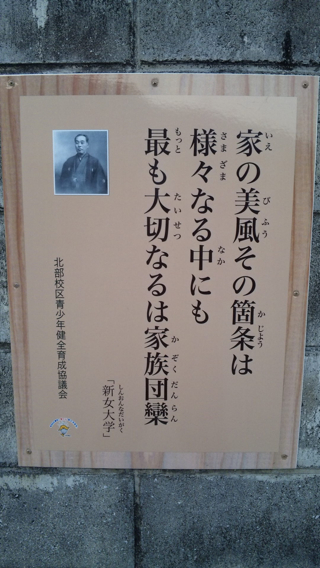 家の美風その箇条は
様々なる中にも
最も大切なるは家族団欒
「新女大学」
北部校区青少年健全育成協議会